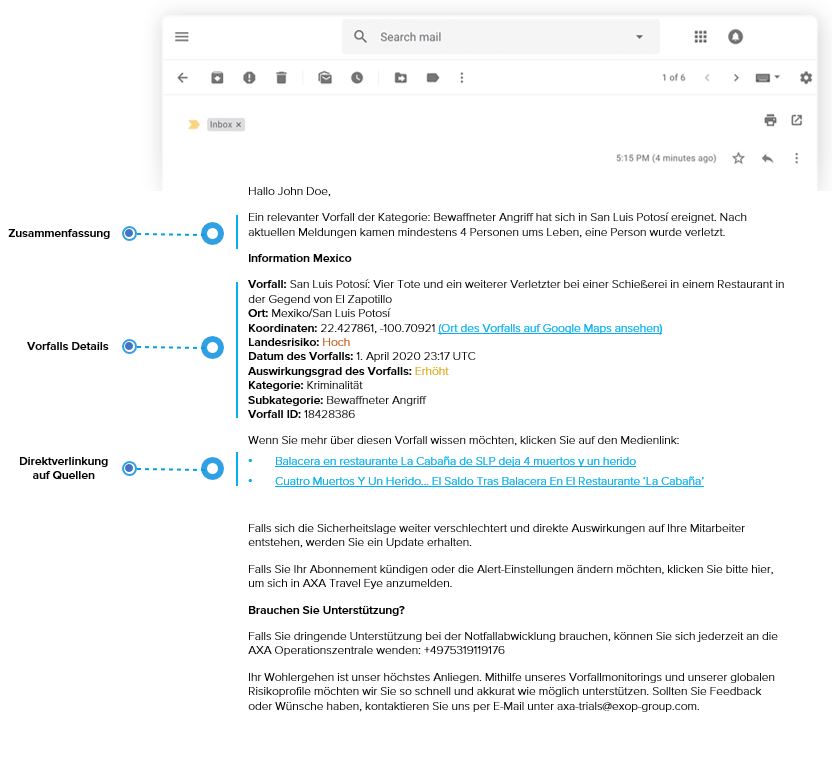 Search mail
1 of 6
Inbox ×
5:15 PM (4 minutes ago)
Hallo John Doe,
Zusammenfassung
Ein relevanter Vorfall der Kategorie: Bewaffneter Angriff hat sich in San Luis Potosí ereignet. Nach
aktuellen Meldungen kamen mindestens 4 Personen ums Leben, eine Person wurde verletzt.
Information Mexico
Vorfalls Details
Vorfall: San Luis Potosí: Vier Tote und ein weiterer Verletzter bei einer Schießerei in einem Restaurant in
der Gegend von El Zapotillo
Ort: Mexiko/San Luis Potosí
Koordinaten: 22.427861, -100.70921 (Ort des Vorfalls auf Google Maps ansehen)
Landesrisiko: Hoch
Datum des Vorfalls: 1. April 2020 23:17 UTC
Auswirkungsgrad des Vorfalls: Erhöht
Kategorie: Kriminalität
Subkategorie: Bewaffneter Angriff
Vorfall ID: 18428386
Wenn Sie mehr über diesen Vorfall wissen möchten, klicken Sie auf den Medienlink:
Direktverlinkung
auf Quellen
• Balacera en restaurante La Cabaña de SLP deja 4 muertos y un herido
• Cuatro Muertos Y Un Herido... El Saldo Tras Balacera En El Restaurante 'La Cabaña'
Falls sich die Sicherheitslage weiter verschlechtert und direkte Auswirkungen auf Ihre Mitarbeiter
entstehen, werden Sie ein Update erhalten.
Falls Sie Ihr Abonnement kündigen oder die Alert-Einstellungen ändern möchten, klicken Sie bitte hier,
um sich in AXA Travel Eye anzumelden.
Brauchen Sie Unterstützung?
Falls Sie dringende Unterstützung bei der Notfallabwicklung brauchen, können Sie sich jederzeit an die
AXA Operationszentrale wenden: +4975319119176
Ihr Wohlergehen ist unser höchstes Anliegen. Mithilfe unseres Vorfallmonitorings und unserer globalen
Risikoprofile möchten wir Sie so schnell und akkurat wie möglich unterstützen. Sollten Sie Feedback
oder Wünsche haben, kontaktieren Sie uns per E-Mail unter axa-trials@exop-group.com.